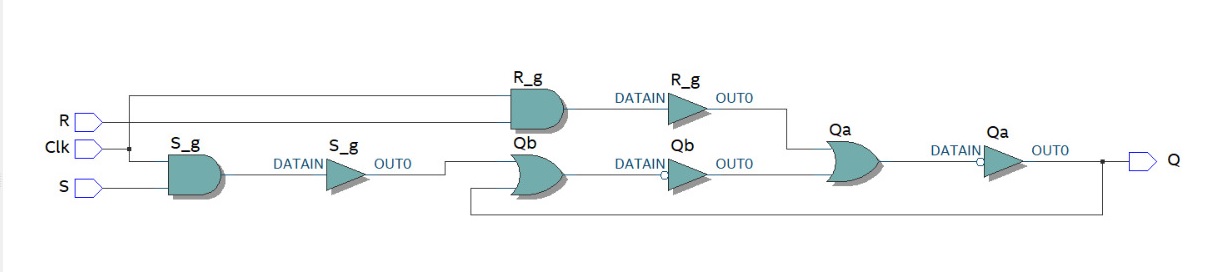 R_g
R_g
DATAIN
OUT0
R
Clk
S_g
S_g
Qb
Qb
Qa
Qa
DATAIN
OUT0
DATAIN
OUT0
DATAIN
OUT0
S
Q